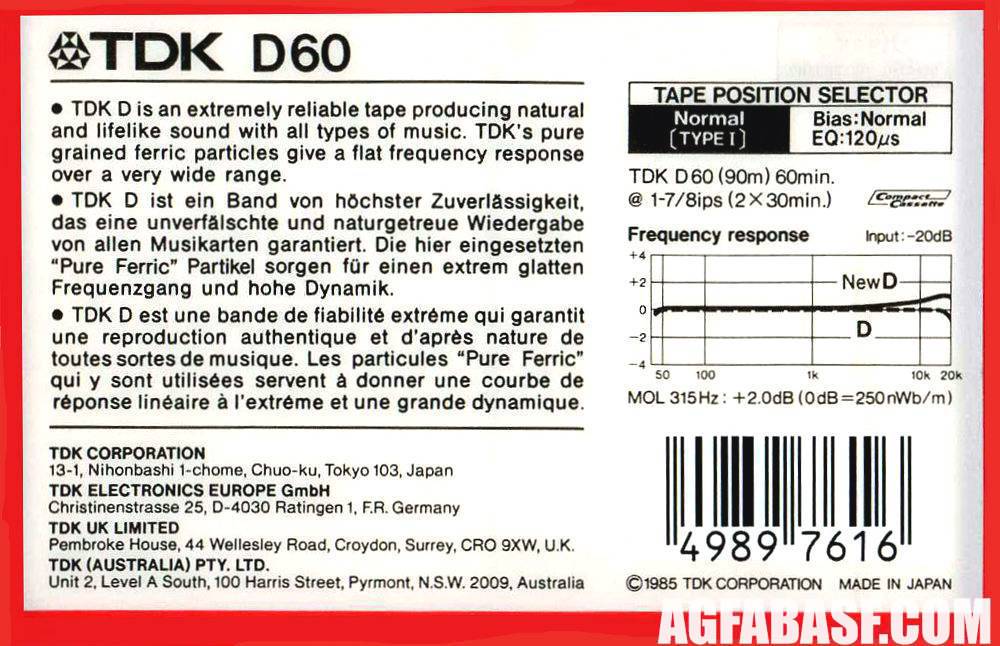 TDK D60
• TDK D is an extremely reliable tape producing natural
and lifelike sound with all types of music. TDK's pure
grained ferric particles give a flat frequency response
over a very wide range.
• TDK D ist ein Band von höchster Zuverlässigkeit,
das eine unverfälschte und naturgetreue Wiedergabe
von allen Musikarten garantiert. Die hier eingesetzten
"Pure Ferric" Partikel sorgen für einen extrem glatten
Frequenzgang und hohe Dynamik.
• TDK D est une bande de fiabilité extréme qui garantit
une reproduction authentique et d'après nature de
toutes sortes de musique. Les particules "Pure Ferric"
qui y sont utilisées servent à donner une courbe de
réponse linéaire à l'extréme et une grande dynamique.
TDK CORPORATION
13-1, Nihonbashi 1-chome, Chuo-ku, Tokyo 103, Japan
TDK ELECTRONICS EUROPE GmbH
Christinenstrasse 25, D-4030 Ratingen 1, F.R. Germany
TDK UK LIMITED
Pembroke House, 44 Wellesley Road, Croydon, Surrey, CRO 9XW, U.K.
TDK (AUSTRALIA) PTY. LTD.
Unit 2, Level A South, 100 Harris Street, Pyrmont, N.S.W. 2009, Australia
TAPE POSITION SELECTOR
Normal
[TYPE I]
Bias:Normal
EQ:120μs
TDK D60 (90m) 60min.
@ 1-7/8ips (2×30min.)
Compact
Cassette
Frequency response Input:-20dB
+4
+2
0
-2
-4
New D
D
50 100 1k 10k 20k
MOL 315Hz: +2.0dB (0dB=250nWb/m)
4989 7616
©1985 TDK CORPORATION MADE IN JAPAN
AGFABASF.COM